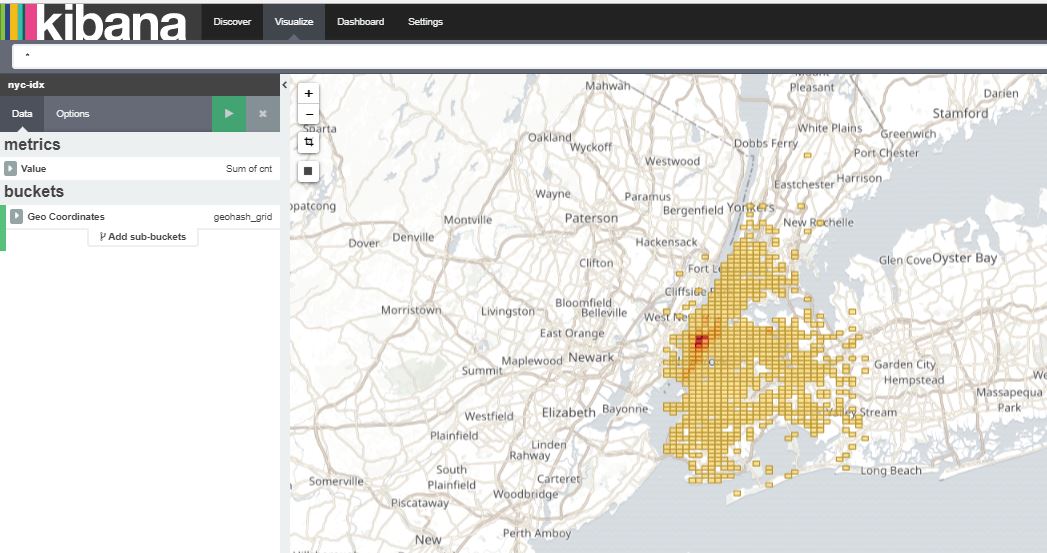 kibana
Discover
Visualize
Dashboard
Settings
nyc-idx
Data
Options
metrics
Value
Sum of cnt
buckets
Geo Coordinates
geohash_grid
Add sub-buckets
+
−
Mahwah
Pleasant
Darien
Stamford
White Plains
Greenwich
Oakland
Wyckoff
Dobbs Ferry
Port Chester
Westwood
Eastchester
Harrison
Wayne
Paramus
Bergenfield
Yonkers
Paterson
Montville
New Rochelle
Denville
Dover
Hackensack
Clifton
Fort
Glen Cove
Oyster Bay
Cliffside
Bloomfield
Belleville
Morristown
Livingston
West
East Orange
Maplewood
Newark
Summit
Garden City
Hempstead
Massapequa
Park
Westfield
Elizabeth
Bayonne
Stream
Plainfield
Linden
Rahway
South
Plainfield
Carteret
Long Beach
Somerville
Woodbridge
Piscataway
Perth Amboy
New